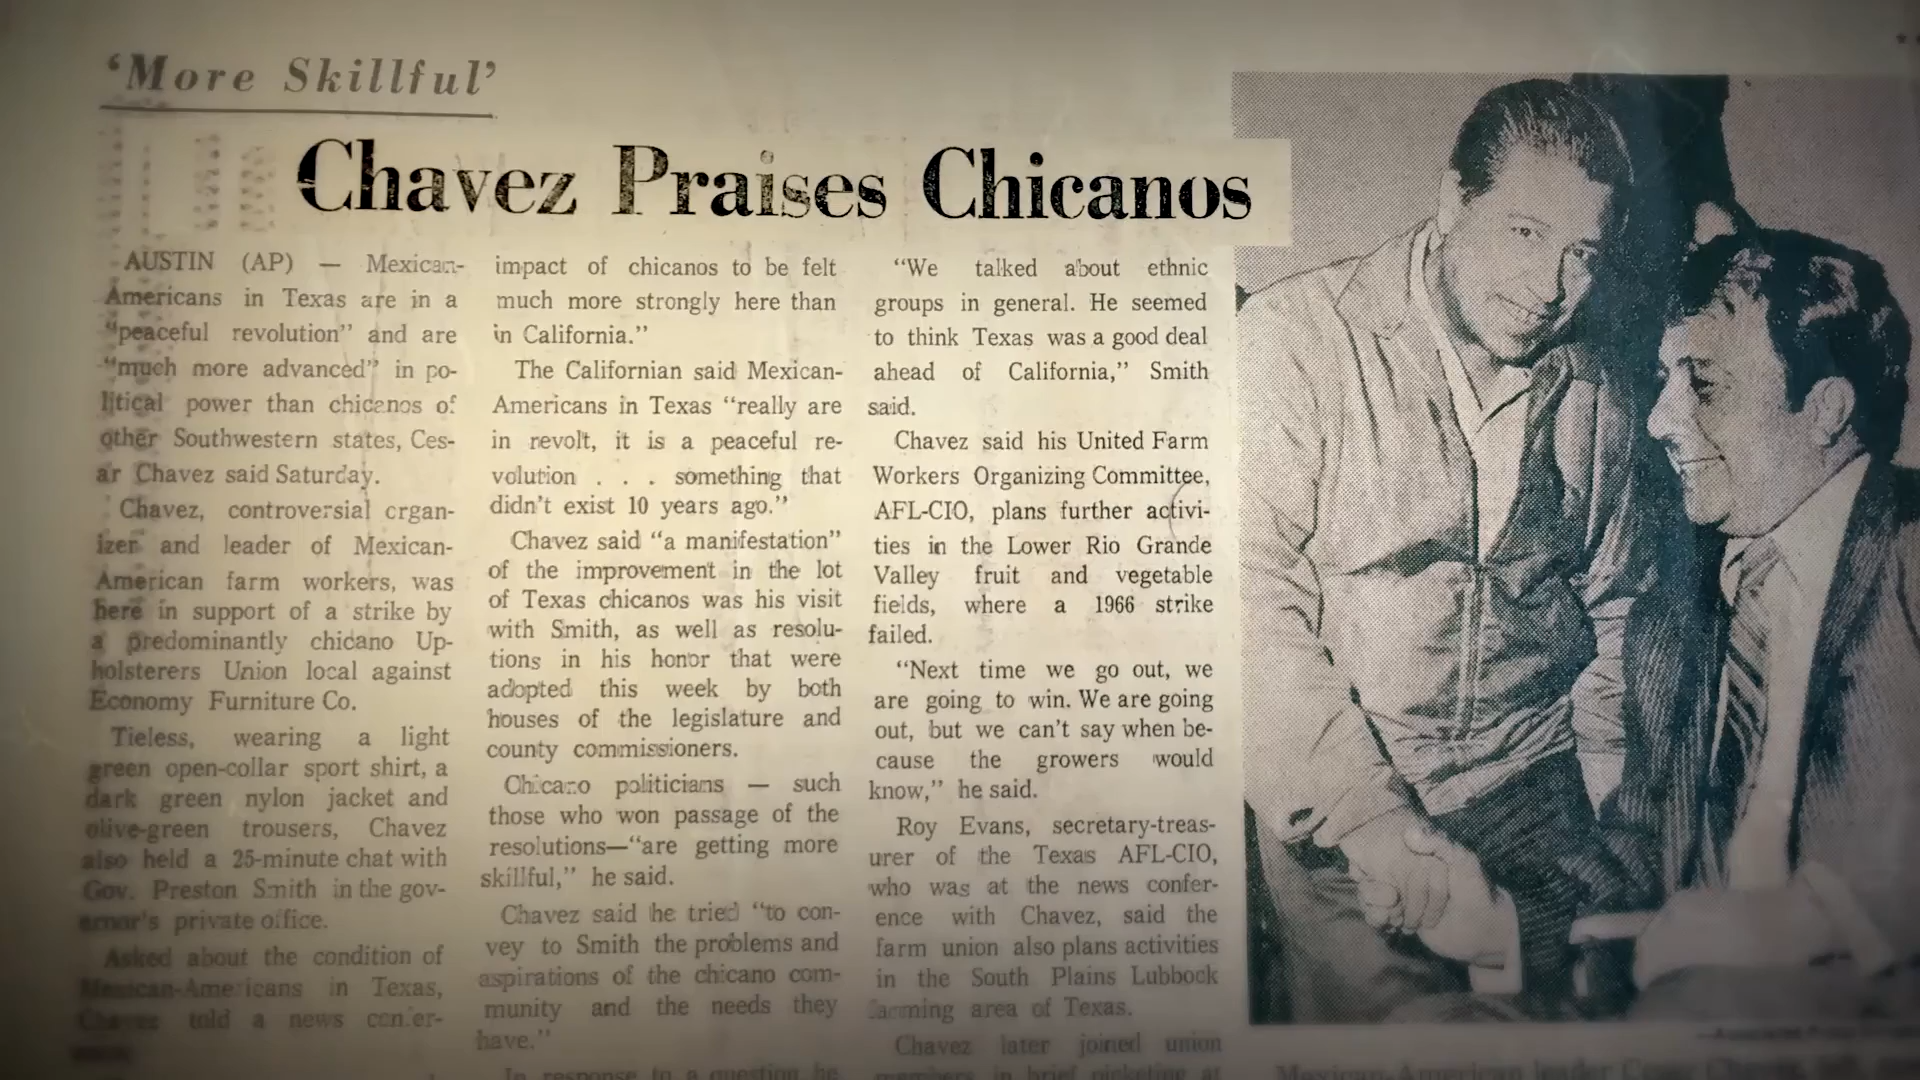 ‘More Skillful’
Chavez Praises Chicanos
AUSTIN (AP) — Mexican-
Americans in Texas are in a
“peaceful revolution” and are
“much more advanced” in po-
litical power than chicanos of
other Southwestern states, Ces-
ar Chavez said Saturday.
Chavez, controversial organ-
izer and leader of Mexican-
American farm workers, was
here in support of a strike by
a predominantly chicano Up-
holsterers Union local against
Economy Furniture Co.
Tieless, wearing a light
green open-collar sport shirt, a
dark green nylon jacket and
olive-green trousers, Chavez
also held a 25-minute chat with
Gov. Preston Smith in the gov-
ernor's private office.
Asked about the condition of
Mexican-Americans in Texas,
Chavez told a news confer-
impact of chicanos to be felt
much more strongly here than
in California.”
The Californian said Mexican-
Americans in Texas “really are
in revolt, it is a peaceful re-
volution . . . something that
didn't exist 10 years ago.”
Chavez said “a manifestation”
of the improvement in the lot
of Texas chicanos was his visit
with Smith, as well as resolu-
tions in his honor that were
adopted this week by both
houses of the legislature and
county commissioners.
Chicano politicians — such
those who won passage of the
resolutions—“are getting more
skillful,” he said.
Chavez said he tried “to con-
vey to Smith the problems and
aspirations of the chicano com-
munity and the needs they
have.”
In response to a question he
“We talked about ethnic
groups in general. He seemed
to think Texas was a good deal
ahead of California,” Smith
said.
Chavez said his United Farm
Workers Organizing Committee,
AFL-CIO, plans further activi-
ties in the Lower Rio Grande
Valley fruit and vegetable
fields, where a 1966 strike
failed.
“Next time we go out, we
are going to win. We are going
out, but we can't say when be-
cause the growers would
know,” he said.
Roy Evans, secretary-treas-
urer of the Texas AFL-CIO,
who was at the news confer-
ence with Chavez, said the
farm union also plans activities
in the South Plains Lubbock
farming area of Texas.
Chavez later joined union
members in brief picketing at
Mexican-American leader Cesar Chavez,